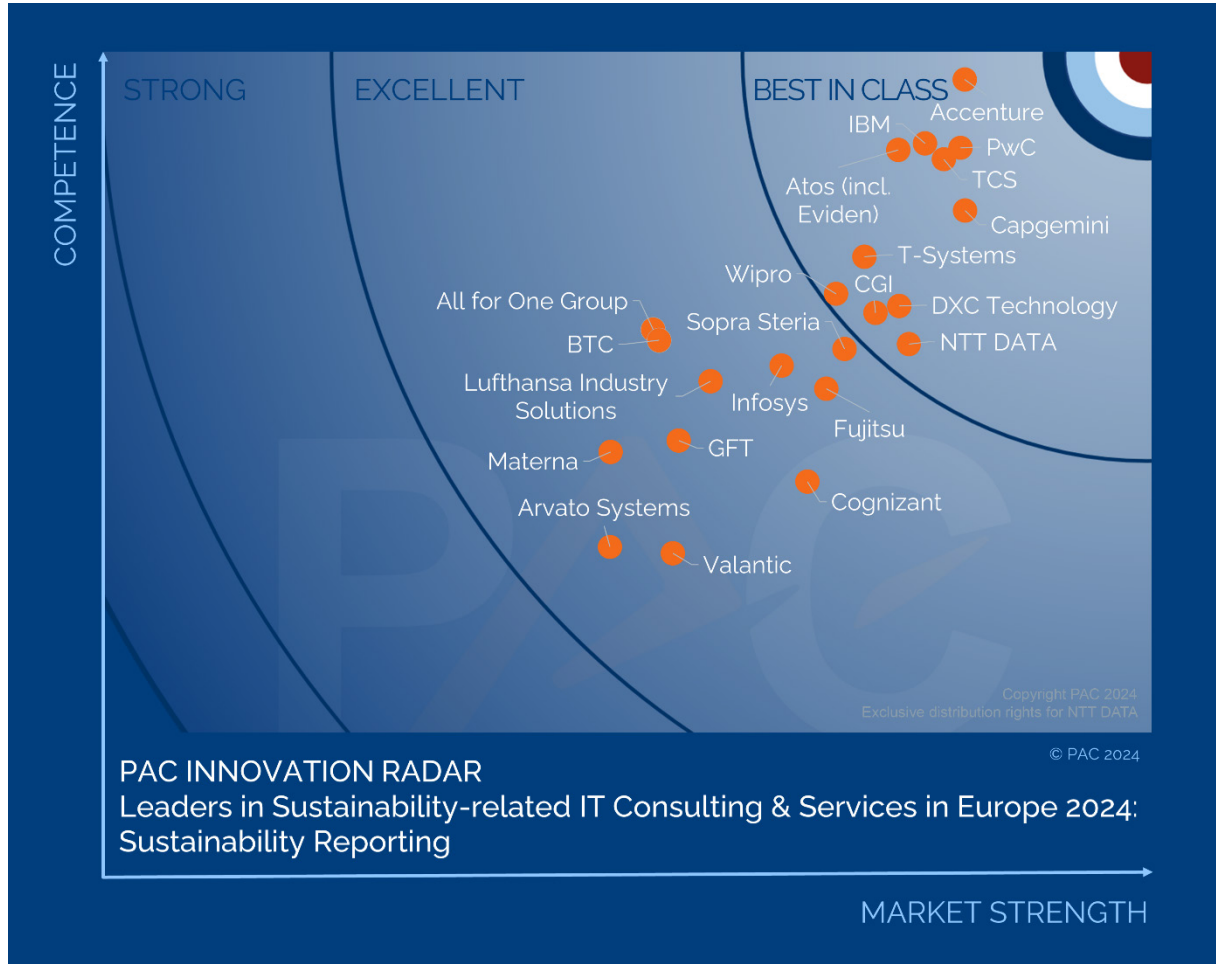 COMPETENCE
STRONG
EXCELLENT
BEST IN CLASS
Accenture
IBM
PwC
TCS
Atos (incl.
Eviden)
Capgemini
T-Systems
Wipro
CGI
All for One Group
DXC Technology
Sopra Steria
BTC
NTT DATA
Lufthansa Industry
Solutions
Infosys
Fujitsu
GFT
Materna
Cognizant
Arvato Systems
Valantic
PAC
Copyright PAC 2024
Exclusive distribution rights for NTT DATA
© PAC 2024
PAC INNOVATION RADAR
Leaders in Sustainability-related IT Consulting & Services in Europe 2024:
Sustainability Reporting
MARKET STRENGTH